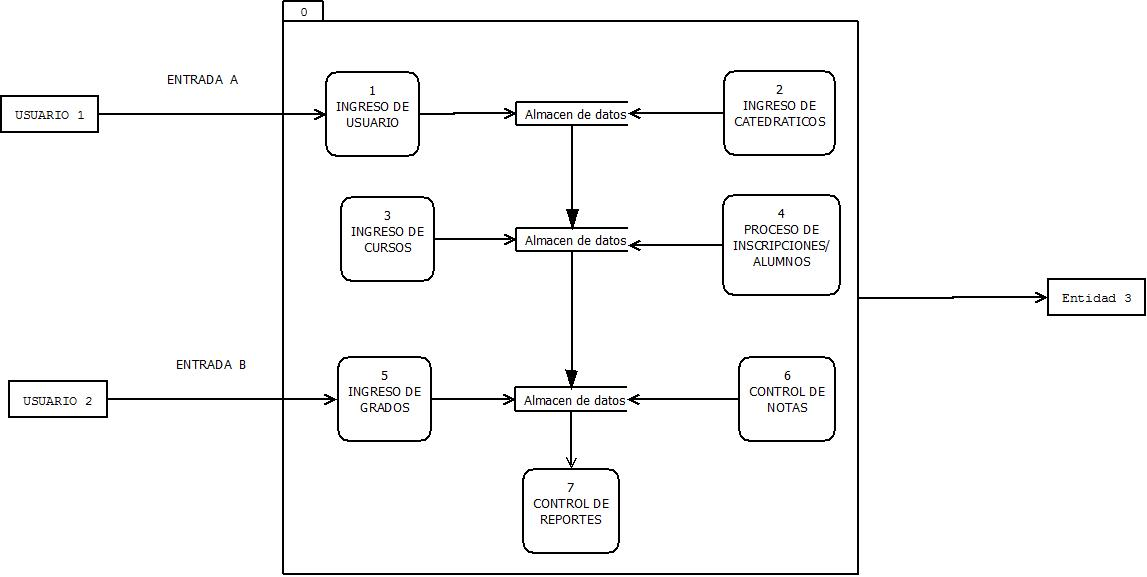 0
ENTRADA A
USUARIO 1
1
INGRESO DE
USUARIO
Almacen de datos
2
INGRESO DE
CATEDRATICOS
3
INGRESO DE
CURSOS
Almacen de datos
4
PROCESO DE
INSCRIPCIONES/
ALUMNOS
Entidad 3
ENTRADA B
USUARIO 2
5
INGRESO DE
GRADOS
Almacen de datos
6
CONTROL DE
NOTAS
7
CONTROL DE
REPORTES